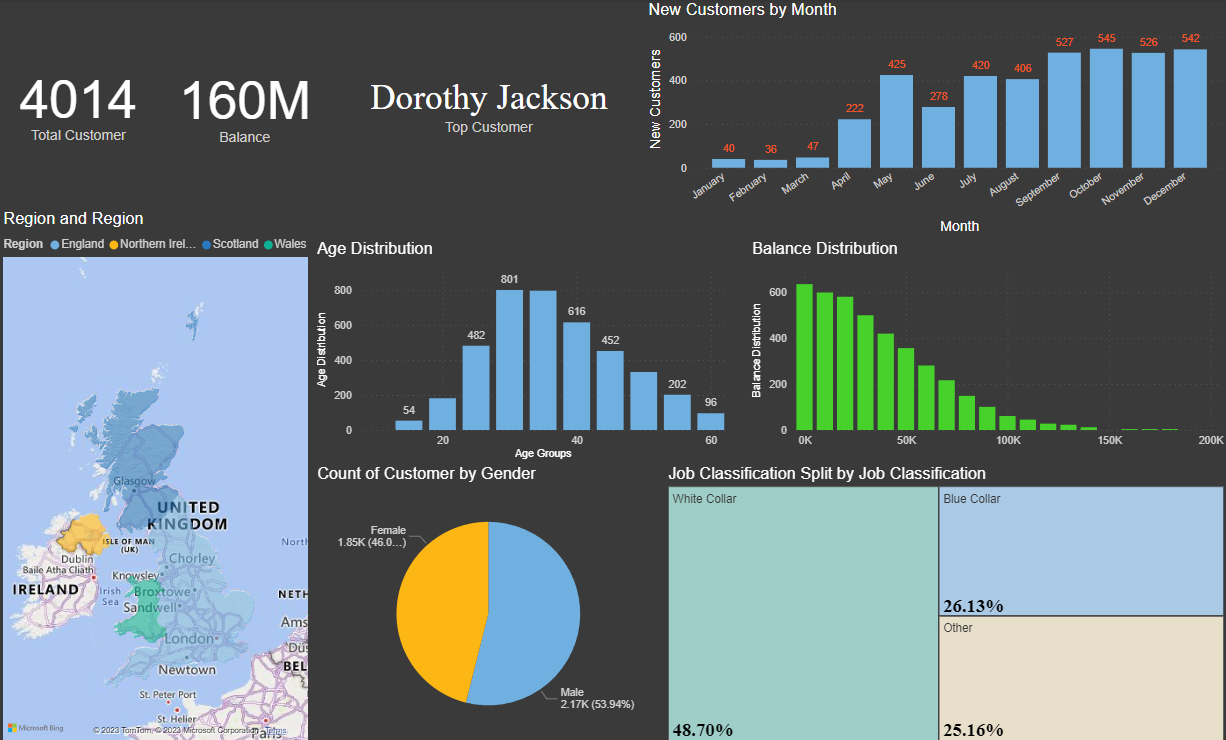 New Customers by Month
4014
Total Customer
160M
Balance
Dorothy Jackson
Top Customer
New Customers
600
400
200
0
40
36
47
222
425
278
420
406
527
545
526
542
January
February
March
April
May
June
July
August
September
October
November
December
Month
Region and Region
Region England Northern Irel... Scotland Wales
Glasgow
UNITED
KINGDOM
ISLE OF MAN
(UK)
North
Dublin
Baile Átha Cliath
IRELAND
Irish
Sea
Chorley
Knowsley
Broxtowe
Sandwell
NETH
Ams
London
Newtown
BEL
St. Peter Port
St. Helier
Paris
Microsoft Bing
© 2023 TomTom, © 2023 Microsoft Corporation Terms
Age Distribution
Age Distribution
800
600
400
200
0
54
482
801
616
452
202
96
20
40
60
Age Groups
Balance Distribution
Balance Distribution
600
400
200
0
0K
50K
100K
150K
200K
Count of Customer by Gender
Female
1.85K (46.0...)
Male
2.17K (53.94%)
Job Classification Split by Job Classification
White Collar
48.70%
Blue Collar
26.13%
Other
25.16%